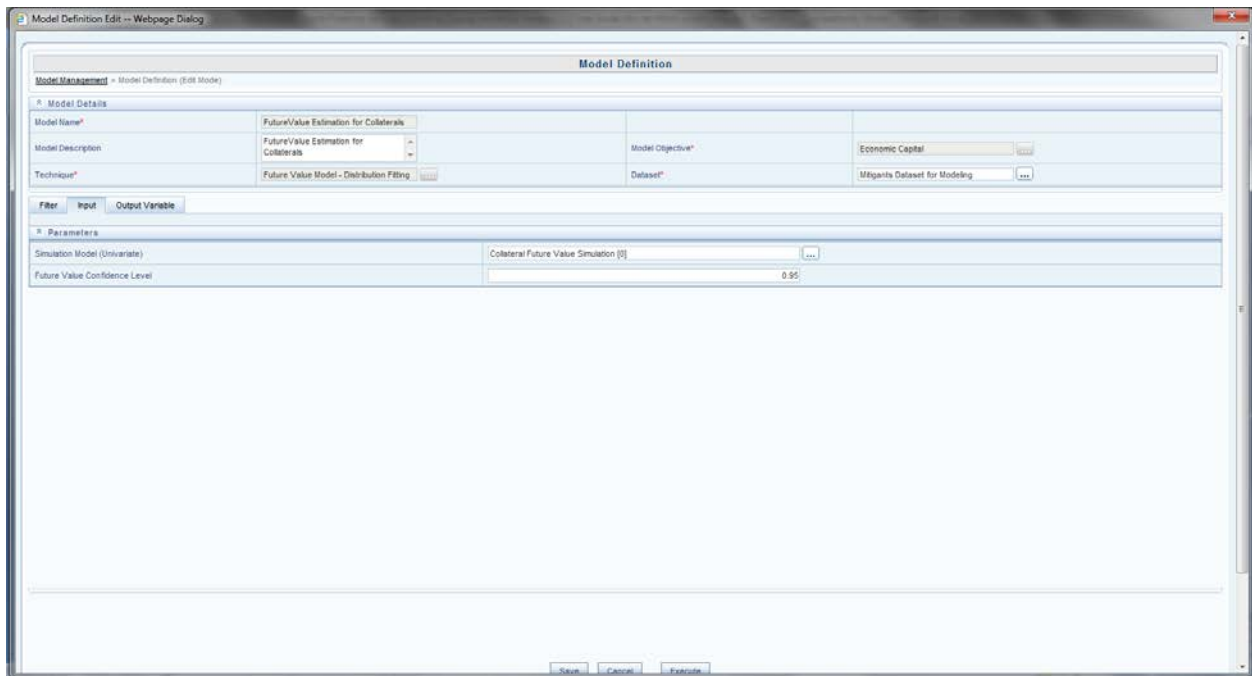 Model Definition Edit -- Webpage Dialog
Model Definition
Model Management » Model Definition (Edit Mode)
Model Details
Model Name* FutureValue Estimation for Collaterals
Model Description FutureValue Estimation for Collaterals Model Objective* Economic Capital ...
Technique* Future Value Model - Distribution Fitting ... Dataset* Mitigants Dataset for Modeling ...
Filter Input Output Variable
Parameters
Simulation Model (Univariate) Collateral Future Value Simulation [0] ...
Future Value Confidence Level 0.95
Save Cancel Execute